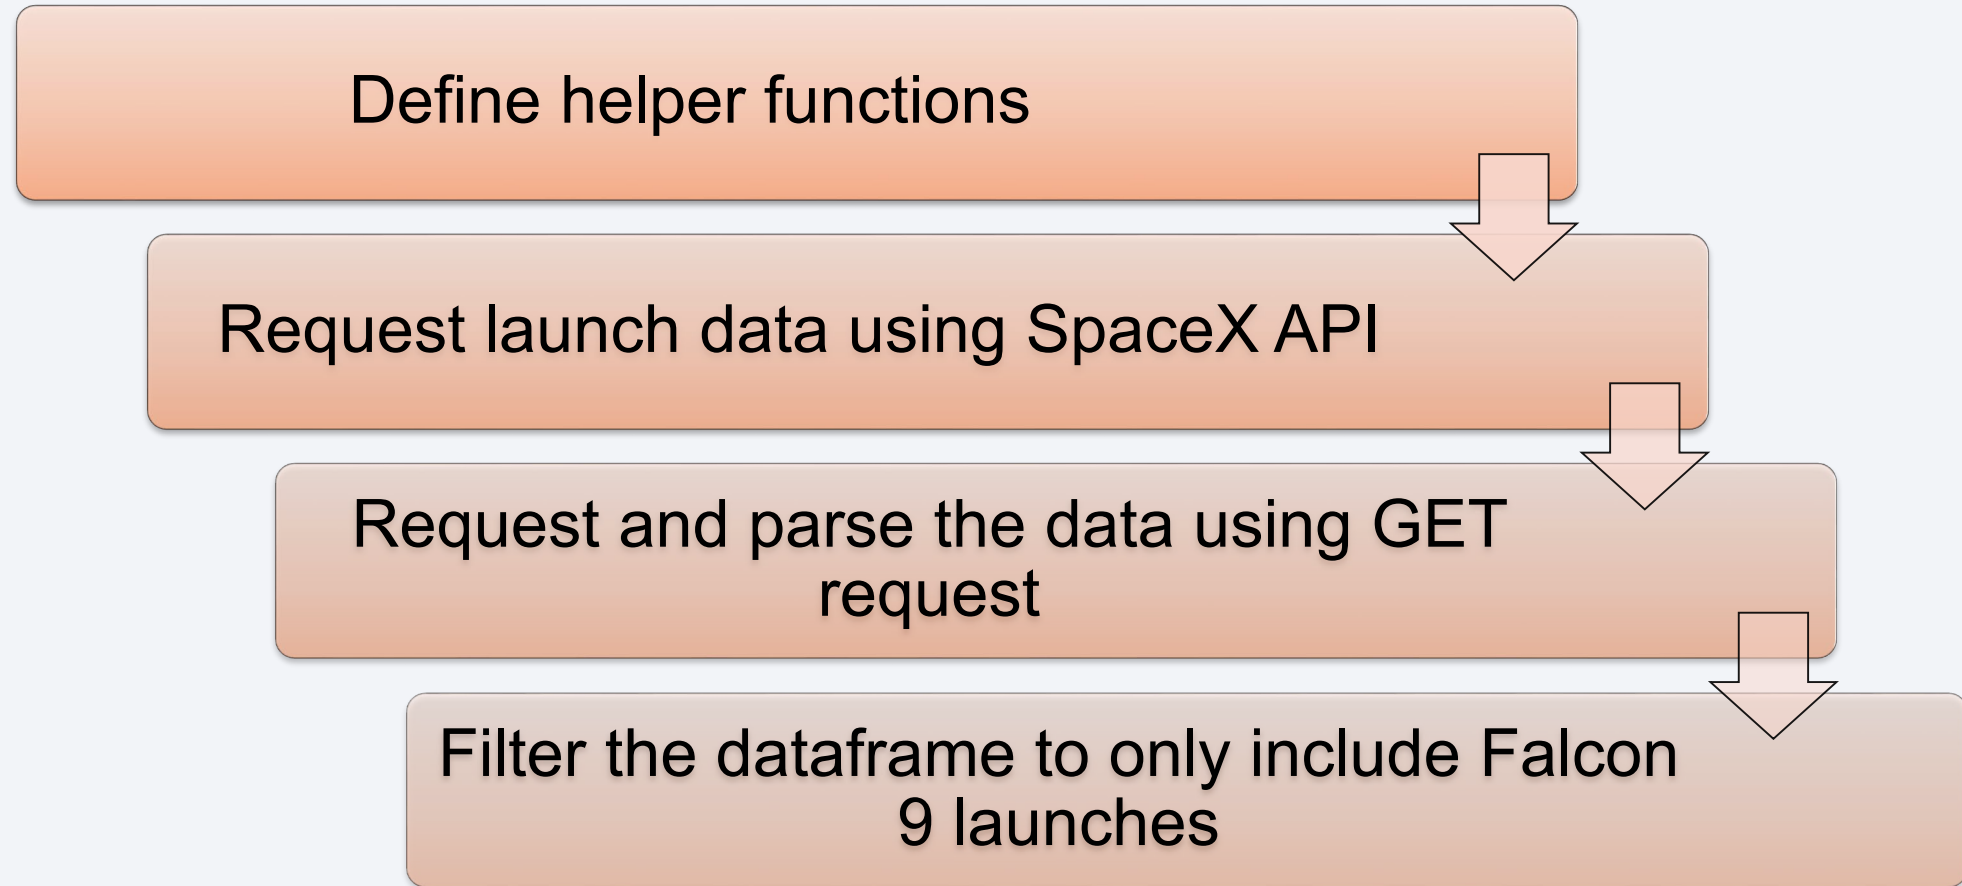 Define helper functions
Request launch data using SpaceX API
Request and parse the data using GET
request
Filter the dataframe to only include Falcon
9 launches